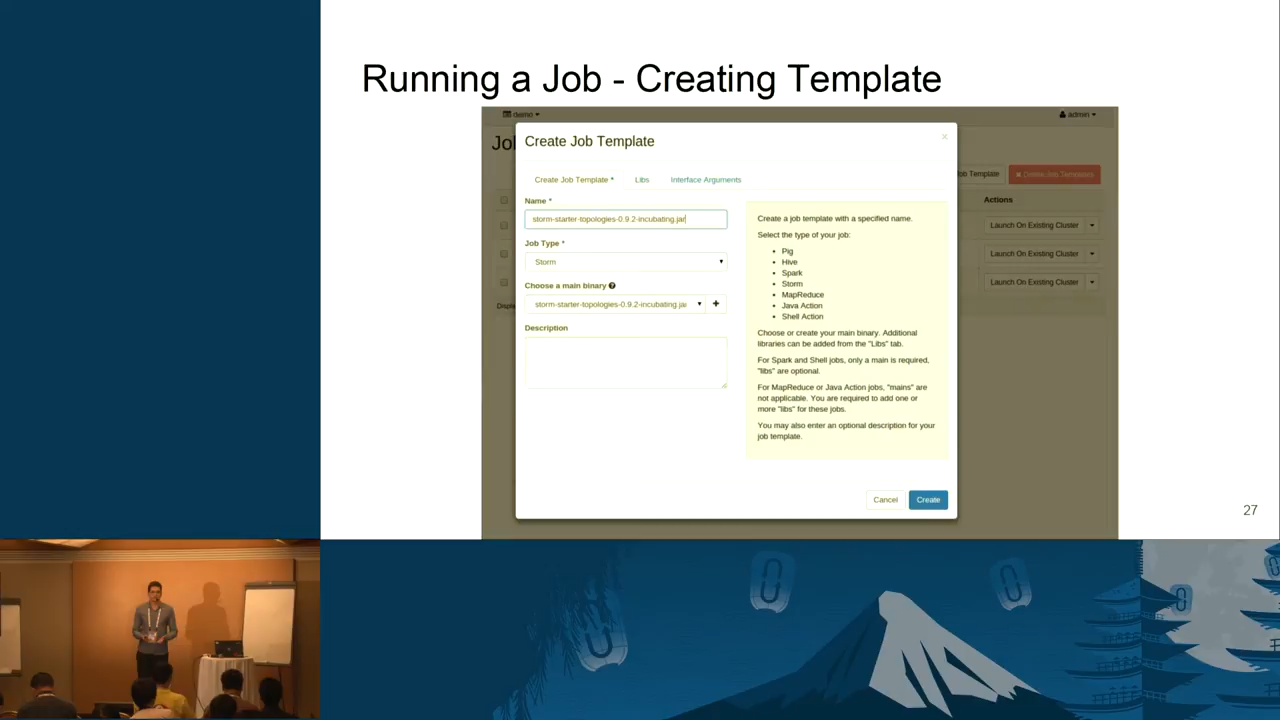 Running a Job - Creating Template
demo
admin
Create Job Template
×
Job Template
Delete Job Templates
Create Job Template *
Libs
Interface Arguments
Name *
storm-starter-topologies-0.9.2-incubating.jar
Job Type *
Storm
Choose a main binary
storm-starter-topologies-0.9.2-incubating.jar
+
Description
Create a job template with a specified name.
Select the type of your job:
• Pig
• Hive
• Spark
• Storm
• MapReduce
• Java Action
• Shell Action
Choose or create your main binary. Additional
libraries can be added from the "Libs" tab.
For Spark and Shell jobs, only a main is required,
"libs" are optional.
For MapReduce or Java Action jobs, "mains" are
not applicable. You are required to add one or
more "libs" for these jobs.
You may also enter an optional description for your
job template.
Cancel
Create
Actions
Launch On Existing Cluster
Launch On Existing Cluster
Launch On Existing Cluster
27